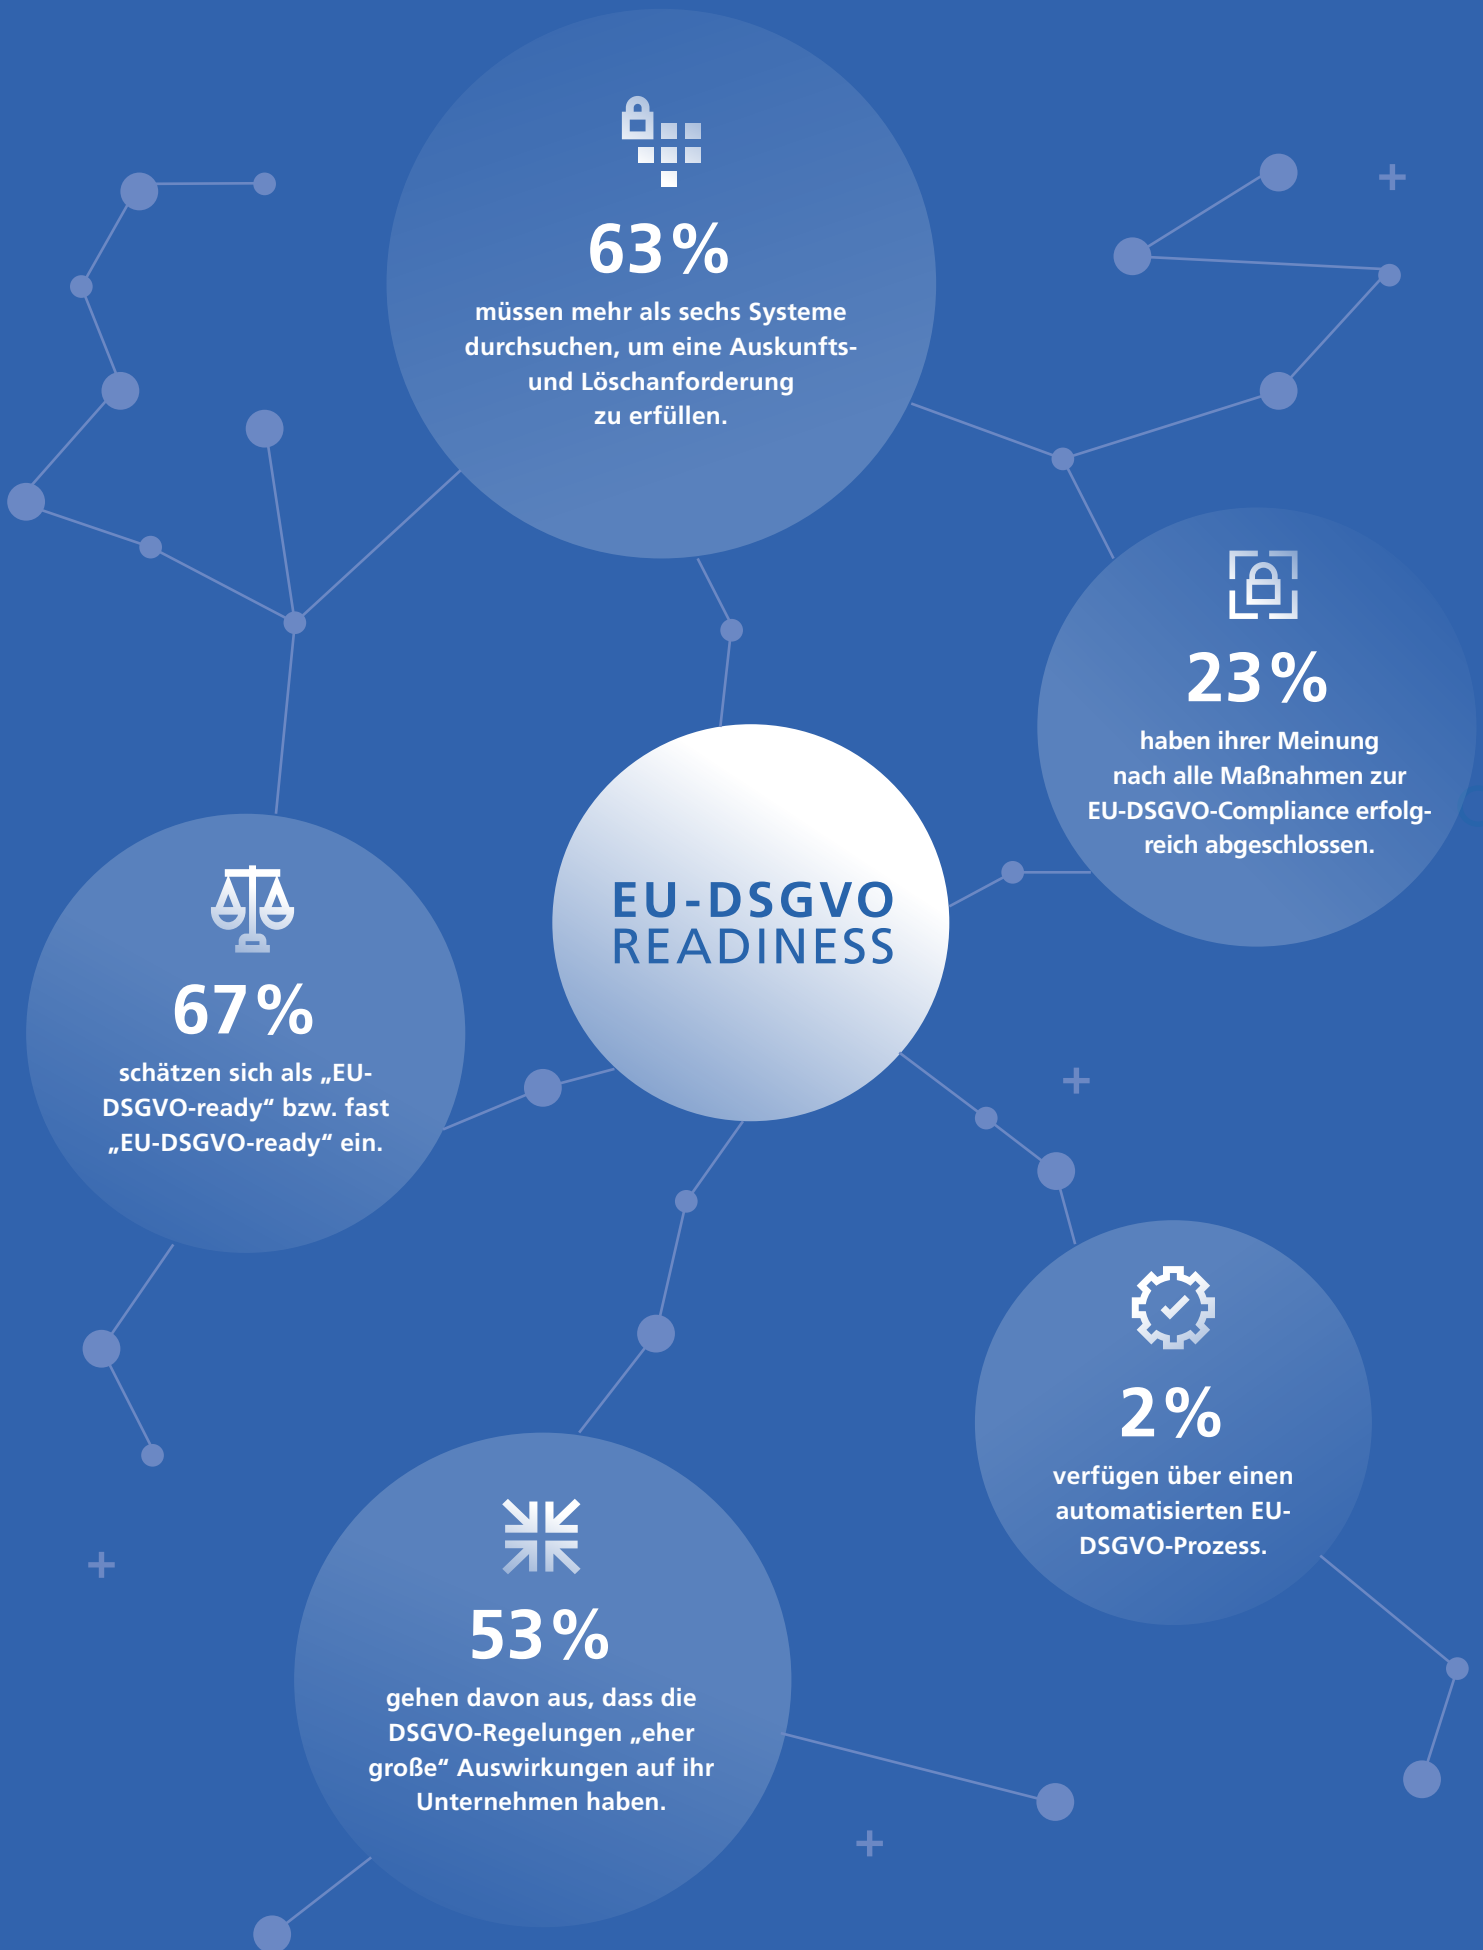 63 %
müssen mehr als sechs Systeme
durchsuchen, um eine Auskunfts-
und Löschanforderung
zu erfüllen.
23 %
haben ihrer Meinung
nach alle Maßnahmen zur
EU-DSGVO-Compliance erfolg-
reich abgeschlossen.
EU-DSGVO
READINESS
67 %
schätzen sich als „EU-
DSGVO-ready“ bzw. fast
„EU-DSGVO-ready“ ein.
2 %
verfügen über einen
automatisierten EU-
DSGVO-Prozess.
53 %
gehen davon aus, dass die
DSGVO-Regelungen „eher
große“ Auswirkungen auf ihr
Unternehmen haben.